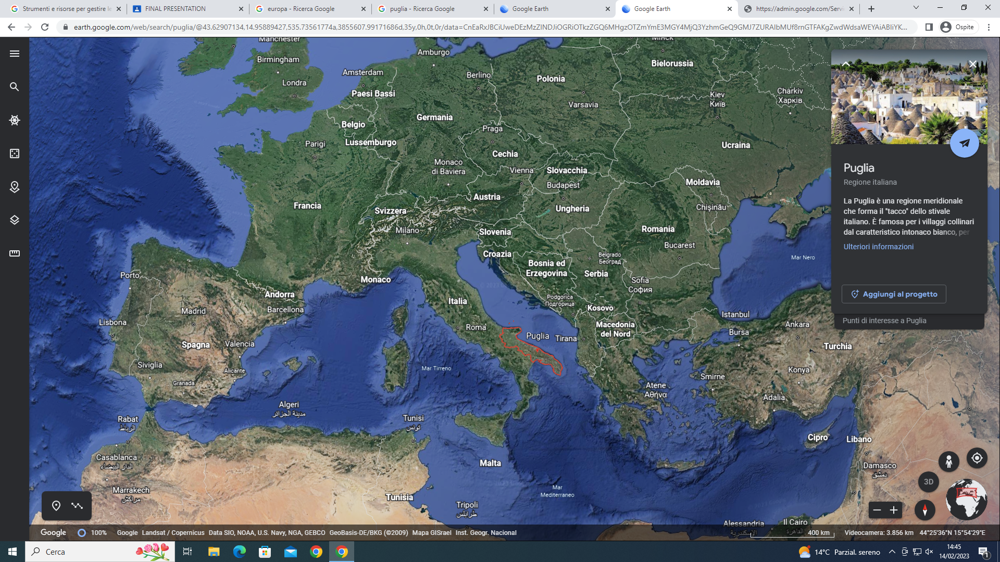 Strumenti e risorse per gestire le
FINAL PRESENTATION
europa - Ricerca Google
puglia - Ricerca Google
Google Earth
Google Earth
https://admin.google.com/Servi
earth.google.com/web/search/puglia/@43.62907134,14.95889427,535.73561774a,3855607.99171686d,35y,0h,0t,0r/data=CnEaRxJBCiUweDEzMzZlNDJiOGRiOTkzZGQ6MHgzOTZmYmE3MGY4MjQ3YzhmGeQ9GMJ7ZURAIbMUf8rnGTFAKgZwdWdsaWEYAiABIiYK...
Ospite
Manchester
Birmingham
Londra
Amsterdam
Paesi Bassi
Amburgo
Berlino
Polonia
Varsavia
Минск
Bielorussia
Kiev
Київ
Charkiv
Харків
Germania
Belgio
Lussemburgo
Parigi
Praga
Cechia
Ucraina
Monaco
di Baviera
Vienna
Slovacchia
Budapest
Moldavia
Chișinău
Austria
Francia
Svizzera
Ungheria
Milano
Slovenia
Romania
Bucarest
Croazia
Bosnia ed
Erzegovina
Belgrado
Београд
Serbia
Mar Nero
Porto
Monaco
Sofia
София
Andorra
Barcellona
Italia
Podgorica
Подгорица
Kosovo
Madrid
Lisbona
Roma
Macedonia
del Nord
Istanbul
Bursa
Ankara
Puglia
Tirana
Spagna
Valencia
Turchia
Siviglia
Alicante
Mar Tirreno
Konya
Smirne
Granada
Atene
Αθήνα
Adalia
Algeri
مدينة الجزائر
Tunisi
تونس
Rabat
الرباط
Cipro
Libano
Casablanca
الدار البيضاء
Malta
Damasco
دمشق
Marrakech
مراكش
Mar
Mediterraneo
Tunisia
Tripoli
طرابلس
Alessandria
الإسكندرية
Il Cairo
القاهرة
Puglia
Regione italiana
La Puglia è una regione meridionale
che forma il "tacco" dello stivale
italiano. È famosa per i villaggi collinari
dal caratteristico intonaco bianco, per
Ulteriori informazioni
Aggiungi al progetto
Punti di interesse a Puglia
3D
Google
100%
Google Landsat / Copernicus Data SIO, NOAA, U.S. Navy, NGA, GEBCO GeoBasis-DE/BKG (©2009) Mapa GISrael Inst. Geogr. Nacional
400 km
Videocamera: 3.856 km 44°25'36"N 15°54'29"E
Cerca
14°C Parzial. sereno
14:45
14/02/2023
1